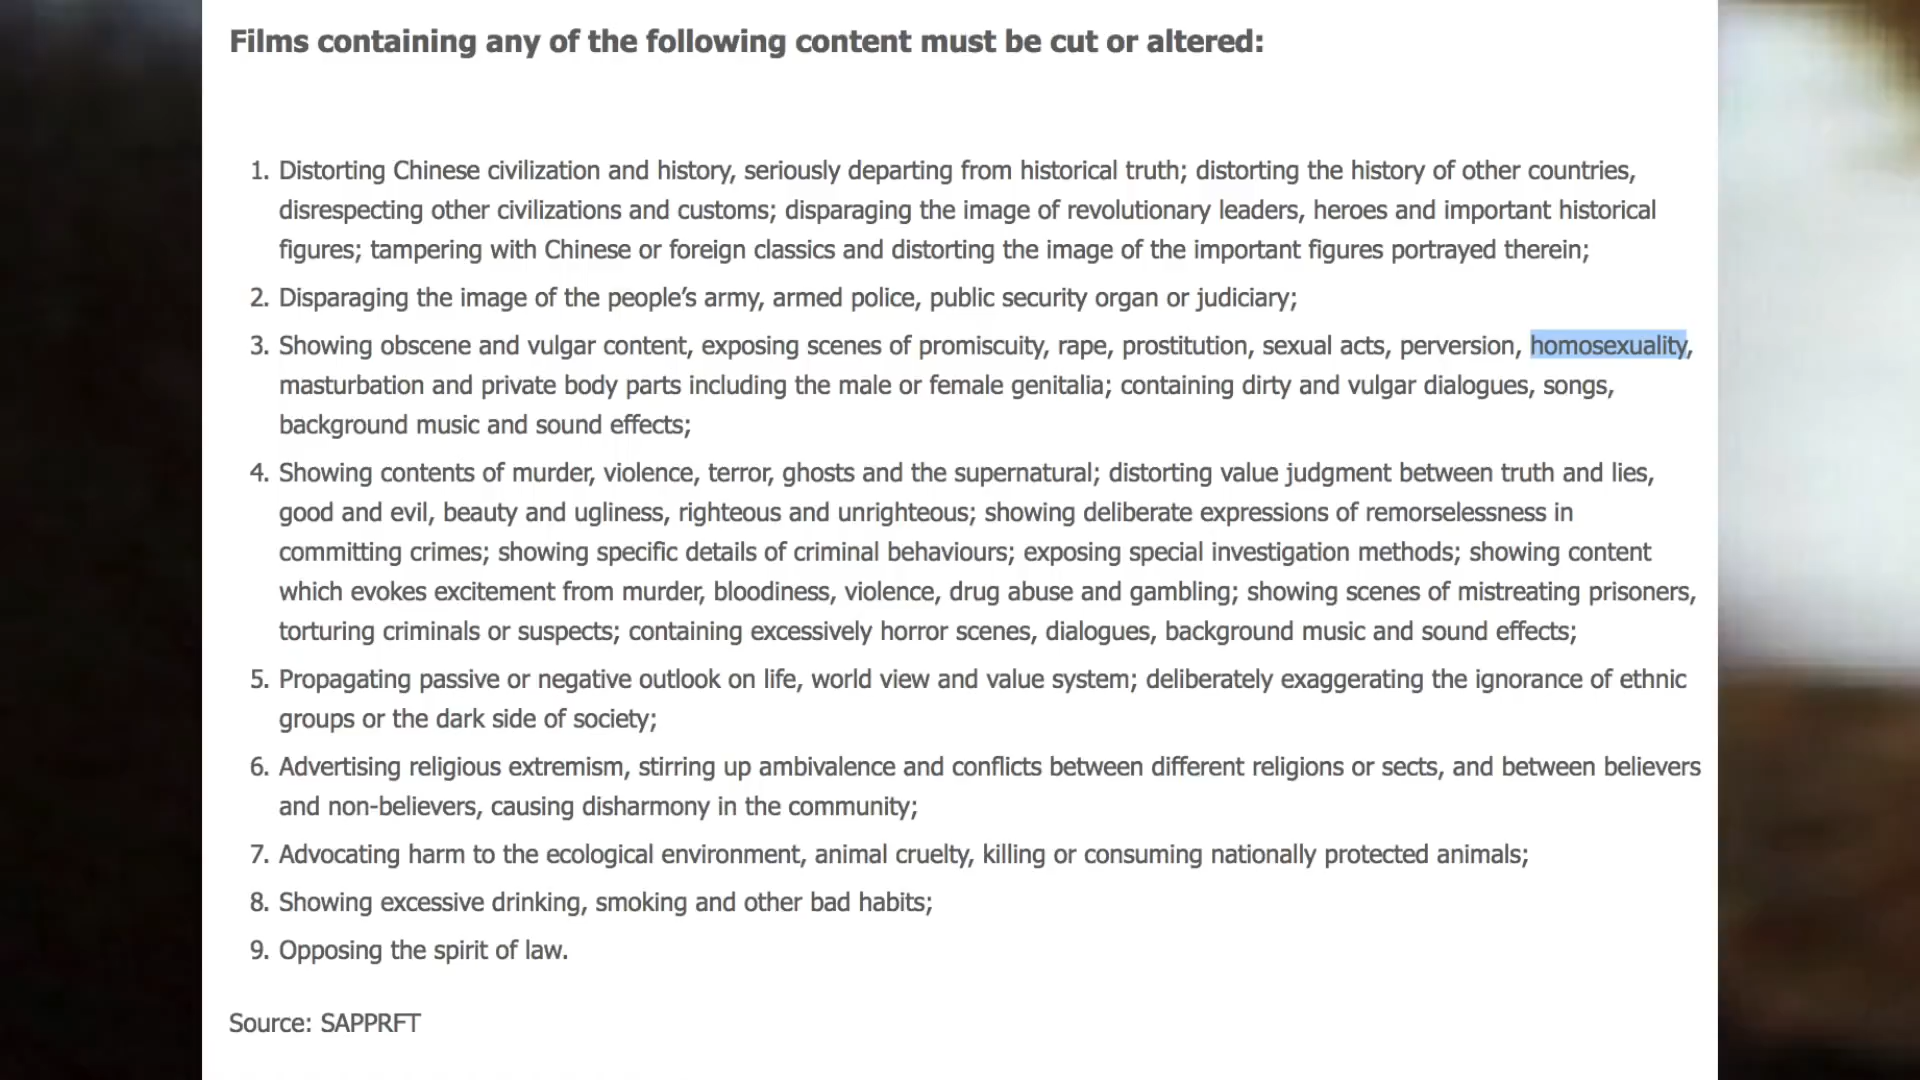 Films containing any of the following content must be cut or altered:
1. Distorting Chinese civilization and history, seriously departing from historical truth; distorting the history of other countries,
disrespecting other civilizations and customs; disparaging the image of revolutionary leaders, heroes and important historical
figures; tampering with Chinese or foreign classics and distorting the image of the important figures portrayed therein;
2. Disparaging the image of the people’s army, armed police, public security organ or judiciary;
3. Showing obscene and vulgar content, exposing scenes of promiscuity, rape, prostitution, sexual acts, perversion, homosexuality,
masturbation and private body parts including the male or female genitalia; containing dirty and vulgar dialogues, songs,
background music and sound effects;
4. Showing contents of murder, violence, terror, ghosts and the supernatural; distorting value judgment between truth and lies,
good and evil, beauty and ugliness, righteous and unrighteous; showing deliberate expressions of remorselessness in
committing crimes; showing specific details of criminal behaviours; exposing special investigation methods; showing content
which evokes excitement from murder, bloodiness, violence, drug abuse and gambling; showing scenes of mistreating prisoners,
torturing criminals or suspects; containing excessively horror scenes, dialogues, background music and sound effects;
5. Propagating passive or negative outlook on life, world view and value system; deliberately exaggerating the ignorance of ethnic
groups or the dark side of society;
6. Advertising religious extremism, stirring up ambivalence and conflicts between different religions or sects, and between believers
and non-believers, causing disharmony in the community;
7. Advocating harm to the ecological environment, animal cruelty, killing or consuming nationally protected animals;
8. Showing excessive drinking, smoking and other bad habits;
9. Opposing the spirit of law.
Source: SAPPRFT